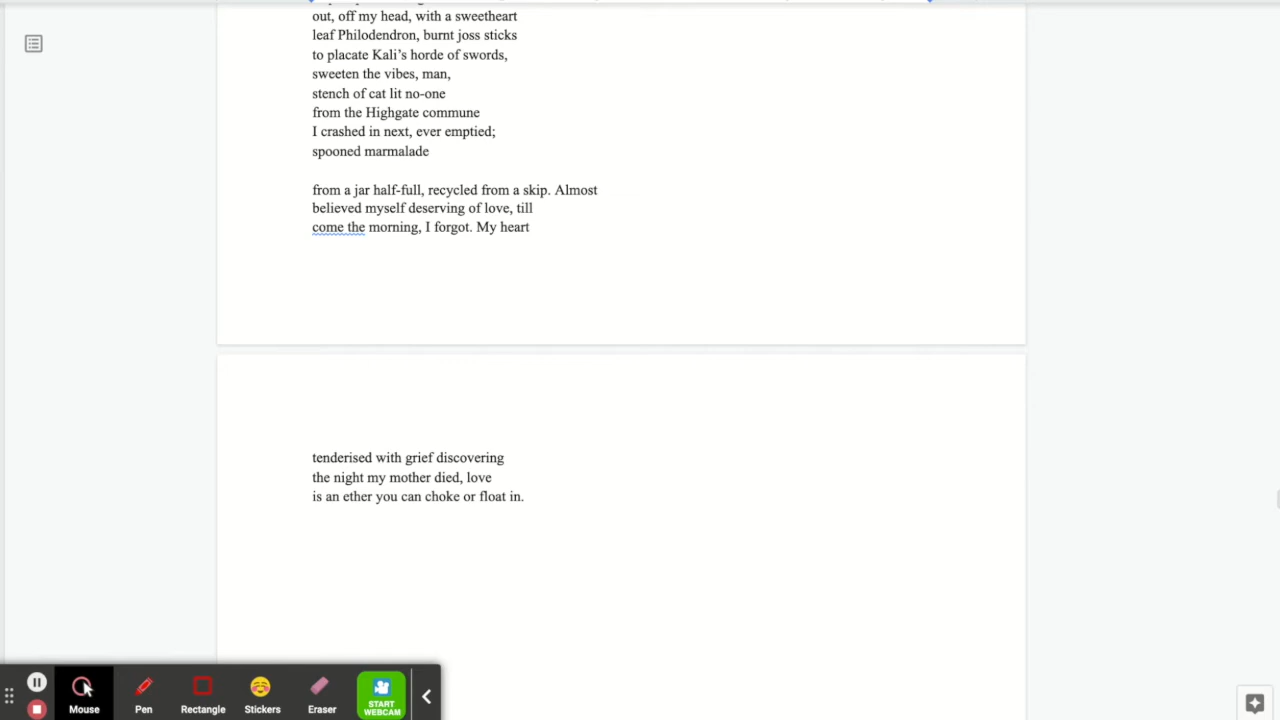 out, off my head, with a sweetheart
leaf Philodendron, burnt joss sticks
to placate Kali's horde of swords,
sweeten the vibes, man,
stench of cat lit no-one
from the Highgate commune
I crashed in next, ever emptied;
spooned marmalade
from a jar half-full, recycled from a skip. Almost
believed myself deserving of love, till
come the morning, I forgot. My heart
tenderised with grief discovering
the night my mother died, love
is an ether you can choke or float in.
Mouse
Pen
Rectangle
Stickers
Eraser
START
WEBCAM